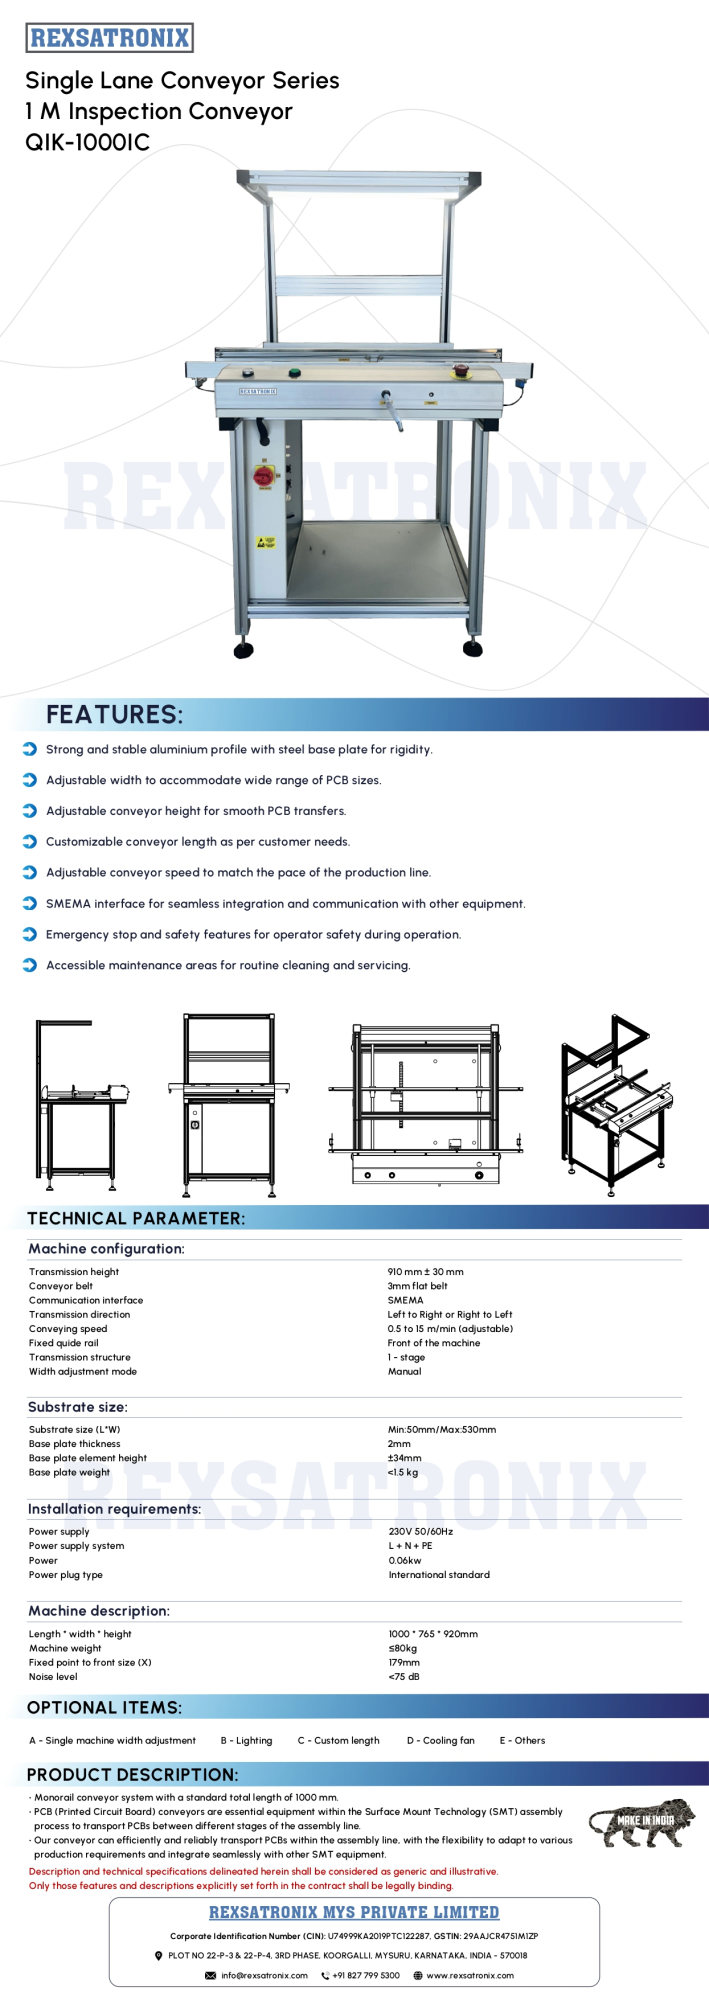 REXSATRONIX
Single Lane Conveyor Series
1 M Inspection Conveyor
QIK-1000IC
REXSATRONIX
REXSATRONIX
FEATURES:
Strong and stable aluminium profile with steel base plate for rigidity.
Adjustable width to accommodate wide range of PCB sizes.
Adjustable conveyor height for smooth PCB transfers.
Customizable conveyor length as per customer needs.
Adjustable conveyor speed to match the pace of the production line.
SMEMA interface for seamless integration and communication with other equipment.
Emergency stop and safety features for operator safety during operation.
Accessible maintenance areas for routine cleaning and servicing.
TECHNICAL PARAMETER:
Machine configuration:
Transmission height 910 mm ± 30 mm
Conveyor belt 3mm flat belt
Communication interface SMEMA
Transmission direction Left to Right or Right to Left
Conveying speed 0.5 to 15 m/min (adjustable)
Fixed quide rail Front of the machine
Transmission structure 1 - stage
Width adjustment mode Manual
Substrate size:
Substrate size (L*W) Min:50mm/Max:530mm
Base plate thickness 2mm
Base plate element height ±34mm
Base plate weight <1.5 kg
REXSATRONIX
Installation requirements:
Power supply 230V 50/60Hz
Power supply system L + N + PE
Power 0.06kw
Power plug type International standard
Machine description:
Length * width * height 1000 * 765 * 920mm
Machine weight ≤80kg
Fixed point to front size (X) 179mm
Noise level <75 dB
OPTIONAL ITEMS:
A - Single machine width adjustment B - Lighting C - Custom length D - Cooling fan E - Others
PRODUCT DESCRIPTION:
· Monorail conveyor system with a standard total length of 1000 mm.
· PCB (Printed Circuit Board) conveyors are essential equipment within the Surface Mount Technology (SMT) assembly
process to transport PCBs between different stages of the assembly line.
· Our conveyor can efficiently and reliably transport PCBs within the assembly line, with the flexibility to adapt to various
production requirements and integrate seamlessly with other SMT equipment.
MAKE IN INDIA
Description and technical specifications delineated herein shall be considered as generic and illustrative.
Only those features and descriptions explicitly set forth in the contract shall be legally binding.
REXSATRONIX MYS PRIVATE LIMITED
Corporate Identification Number (CIN): U74999KA2019PTC122287, GSTIN: 29AAJCR4751M1ZP
PLOT NO 22-P-3 & 22-P-4, 3RD PHASE, KOORGALLI, MYSURU, KARNATAKA, INDIA - 570018
info@rexsatronix.com +91 827 799 5300 www.rexsatronix.com